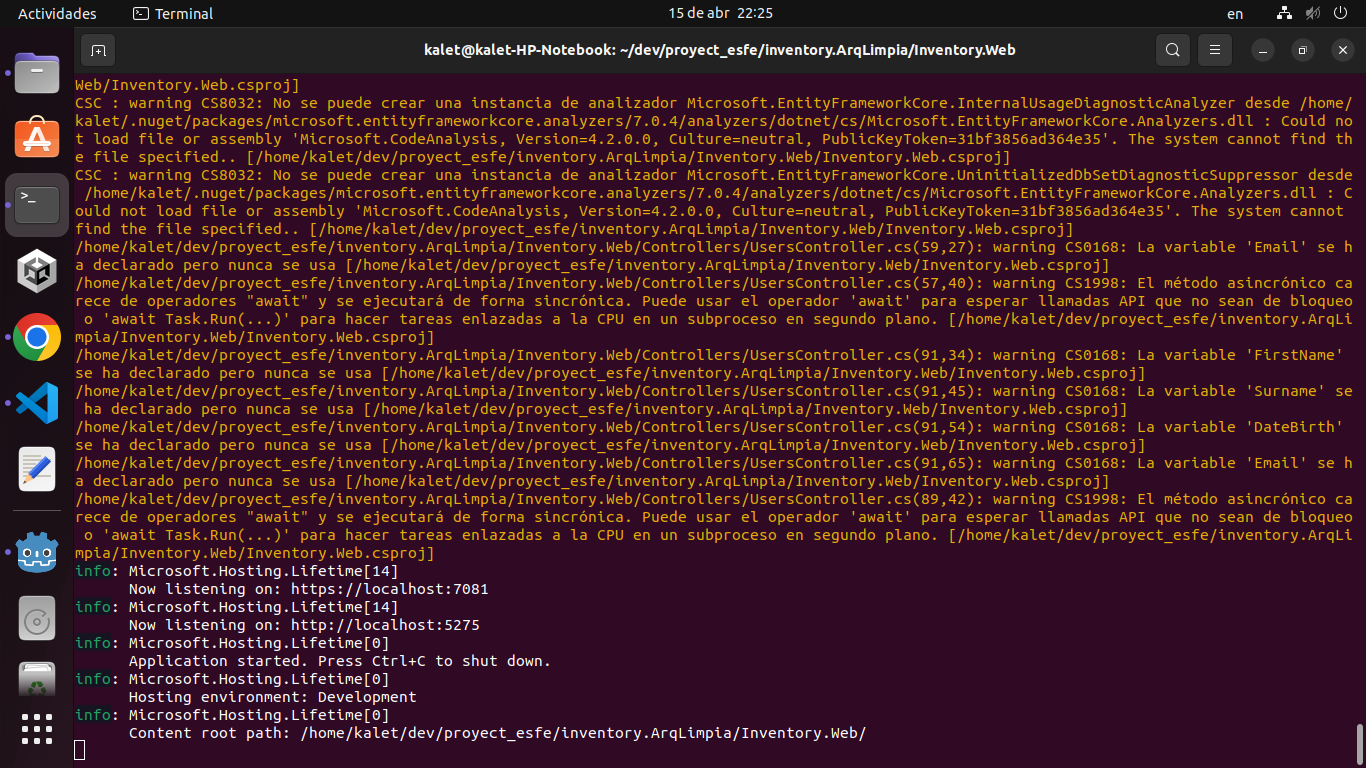 Actividades
Terminal
15 de abr 22:25
en
kalet@kalet-HP-Notebook: ~/dev/proyect_esfe/inventory.ArqLimpia/Inventory.Web
Web/Inventory.Web.csproj]
CSC : warning CS8032: No se puede crear una instancia de analizador Microsoft.EntityFrameworkCore.InternalUsageDiagnosticAnalyzer desde /home/
kalet/.nuget/packages/microsoft.entityframeworkcore.analyzers/7.0.4/analyzers/dotnet/cs/Microsoft.EntityFrameworkCore.Analyzers.dll : Could no
t load file or assembly 'Microsoft.CodeAnalysis, Version=4.2.0.0, Culture=neutral, PublicKeyToken=31bf3856ad364e35'. The system cannot find th
e file specified.. [/home/kalet/dev/proyect_esfe/inventory.ArqLimpia/Inventory.Web/Inventory.Web.csproj]
CSC : warning CS8032: No se puede crear una instancia de analizador Microsoft.EntityFrameworkCore.UninitializedDbSetDiagnosticSuppressor desde
 /home/kalet/.nuget/packages/microsoft.entityframeworkcore.analyzers/7.0.4/analyzers/dotnet/cs/Microsoft.EntityFrameworkCore.Analyzers.dll : C
ould not load file or assembly 'Microsoft.CodeAnalysis, Version=4.2.0.0, Culture=neutral, PublicKeyToken=31bf3856ad364e35'. The system cannot 
find the file specified.. [/home/kalet/dev/proyect_esfe/inventory.ArqLimpia/Inventory.Web/Inventory.Web.csproj]
/home/kalet/dev/proyect_esfe/inventory.ArqLimpia/Inventory.Web/Controllers/UsersController.cs(59,27): warning CS0168: La variable 'Email' se h
a declarado pero nunca se usa [/home/kalet/dev/proyect_esfe/inventory.ArqLimpia/Inventory.Web/Inventory.Web.csproj]
/home/kalet/dev/proyect_esfe/inventory.ArqLimpia/Inventory.Web/Controllers/UsersController.cs(57,40): warning CS1998: El método asincrónico ca
rece de operadores "await" y se ejecutará de forma sincrónica. Puede usar el operador 'await' para esperar llamadas API que no sean de bloqueo
 o 'await Task.Run(...)' para hacer tareas enlazadas a la CPU en un subproceso en segundo plano. [/home/kalet/dev/proyect_esfe/inventory.ArqLi
mpia/Inventory.Web/Inventory.Web.csproj]
/home/kalet/dev/proyect_esfe/inventory.ArqLimpia/Inventory.Web/Controllers/UsersController.cs(91,34): warning CS0168: La variable 'FirstName' 
se ha declarado pero nunca se usa [/home/kalet/dev/proyect_esfe/inventory.ArqLimpia/Inventory.Web/Inventory.Web.csproj]
/home/kalet/dev/proyect_esfe/inventory.ArqLimpia/Inventory.Web/Controllers/UsersController.cs(91,45): warning CS0168: La variable 'Surname' se
 ha declarado pero nunca se usa [/home/kalet/dev/proyect_esfe/inventory.ArqLimpia/Inventory.Web/Inventory.Web.csproj]
/home/kalet/dev/proyect_esfe/inventory.ArqLimpia/Inventory.Web/Controllers/UsersController.cs(91,54): warning CS0168: La variable 'DateBirth' 
se ha declarado pero nunca se usa [/home/kalet/dev/proyect_esfe/inventory.ArqLimpia/Inventory.Web/Inventory.Web.csproj]
/home/kalet/dev/proyect_esfe/inventory.ArqLimpia/Inventory.Web/Controllers/UsersController.cs(91,65): warning CS0168: La variable 'Email' se h
a declarado pero nunca se usa [/home/kalet/dev/proyect_esfe/inventory.ArqLimpia/Inventory.Web/Inventory.Web.csproj]
/home/kalet/dev/proyect_esfe/inventory.ArqLimpia/Inventory.Web/Controllers/UsersController.cs(89,42): warning CS1998: El método asincrónico ca
rece de operadores "await" y se ejecutará de forma sincrónica. Puede usar el operador 'await' para esperar llamadas API que no sean de bloqueo
 o 'await Task.Run(...)' para hacer tareas enlazadas a la CPU en un subproceso en segundo plano. [/home/kalet/dev/proyect_esfe/inventory.ArqLi
mpia/Inventory.Web/Inventory.Web.csproj]
info: Microsoft.Hosting.Lifetime[14]
      Now listening on: https://localhost:7081
info: Microsoft.Hosting.Lifetime[14]
      Now listening on: http://localhost:5275
info: Microsoft.Hosting.Lifetime[0]
      Application started. Press Ctrl+C to shut down.
info: Microsoft.Hosting.Lifetime[0]
      Hosting environment: Development
info: Microsoft.Hosting.Lifetime[0]
      Content root path: /home/kalet/dev/proyect_esfe/inventory.ArqLimpia/Inventory.Web/